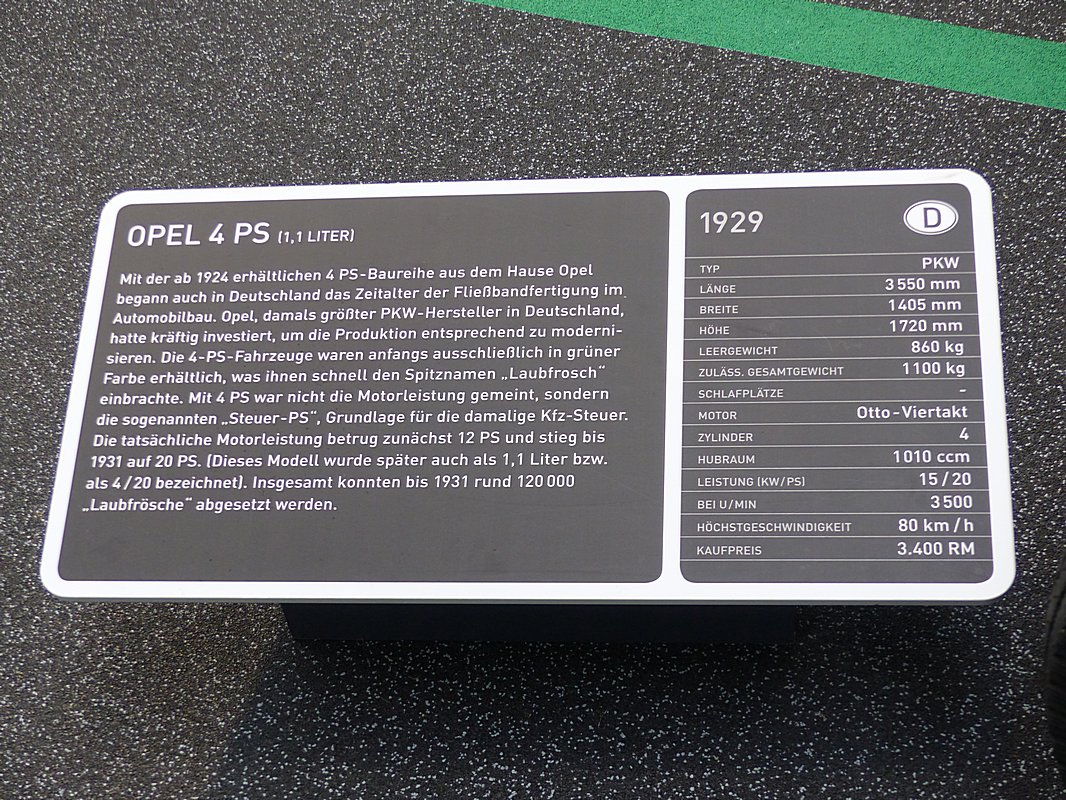 OPEL 4 PS (1,1 LITER)
Mit der ab 1924 erhältlichen 4 PS-Baureihe aus dem Hause Opel
begann auch in Deutschland das Zeitalter der Fließbandfertigung im
Automobilbau. Opel, damals größter PKW-Hersteller in Deutschland,
hatte kräftig investiert, um die Produktion entsprechend zu moderni-
sieren. Die 4-PS-Fahrzeuge waren anfangs ausschließlich in grüner
Farbe erhältlich, was ihnen schnell den Spitznamen „Laubfrosch“
einbrachte. Mit 4 PS war nicht die Motorleistung gemeint, sondern
die sogenannten „Steuer-PS“, Grundlage für die damalige Kfz-Steuer.
Die tatsächliche Motorleistung betrug zunächst 12 PS und stieg bis
1931 auf 20 PS. (Dieses Modell wurde später auch als 1,1 Liter bzw.
als 4/20 bezeichnet). Insgesamt konnten bis 1931 rund 120 000
„Laubfrösche“ abgesetzt werden.
1929 D
TYP PKW
LÄNGE 3 550 mm
BREITE 1405 mm
HÖHE 1720 mm
LEERGEWICHT 860 kg
ZULÄSS. GESAMTGEWICHT 1100 kg
SCHLAFPLÄTZE -
MOTOR Otto-Viertakt
ZYLINDER 4
HUBRAUM 1010 ccm
LEISTUNG (KW/PS) 15/20
BEI U/MIN 3500
HÖCHSTGESCHWINDIGKEIT 80 km/h
KAUFPREIS 3.400 RM